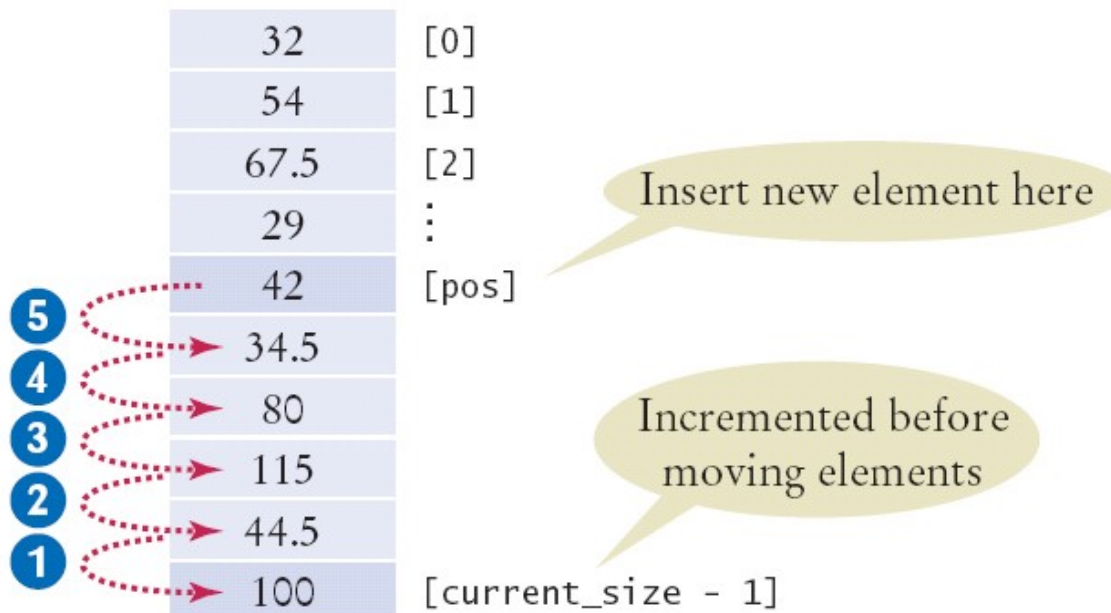 32 [0]
54 [1]
67.5 [2]
Insert new element here
29 ⋮
42 [pos]
5
34.5
4
80
Incremented before
moving elements
3
115
2
44.5
1
100 [current_size - 1]